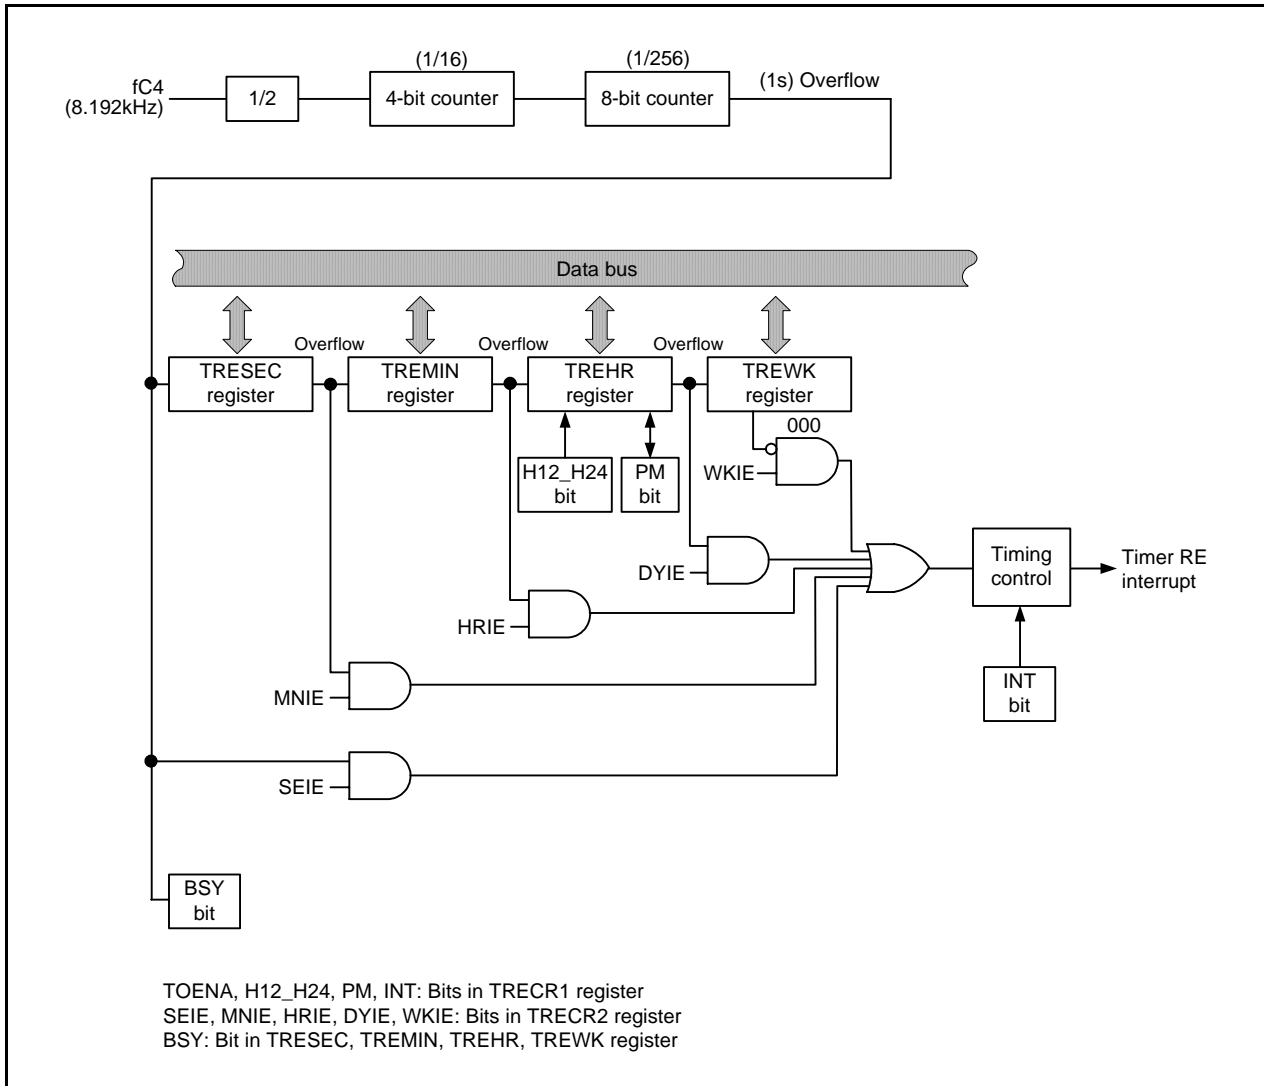 (1/16)
(1/256)
fC4
(8.192kHz)
1/2
4-bit counter
8-bit counter
(1s) Overflow
Data bus
Overflow
Overflow
Overflow
TRESEC
register
TREMIN
register
TREHR
register
TREWK
register
000
H12_H24
bit
PM
bit
WKIE
DYIE
Timing
control
Timer RE
interrupt
HRIE
INT
bit
MNIE
SEIE
BSY
bit
TOENA, H12_H24, PM, INT: Bits in TRECR1 register
SEIE, MNIE, HRIE, DYIE, WKIE: Bits in TRECR2 register
BSY: Bit in TRESEC, TREMIN, TREHR, TREWK register